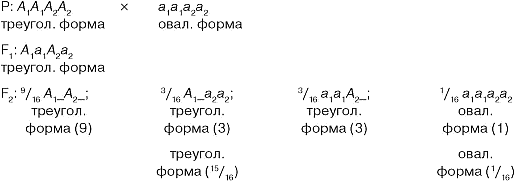 P: A₁A₁A₂A₂ × a₁a₁a₂a₂
треугол. форма овал. форма
F₁: A₁a₁A₂a₂
треугол. форма
F₂: ⁹/₁₆ A₁_A₂_; ³/₁₆ A₁_a₂a₂; ³/₁₆ a₁a₁A₂_; ¹/₁₆ a₁a₁a₂a₂
треугол. треугол. треугол. овал.
форма (9) форма (3) форма (3) форма (1)
треугол. овал.
форма (¹⁵/₁₆) форма (¹/₁₆)